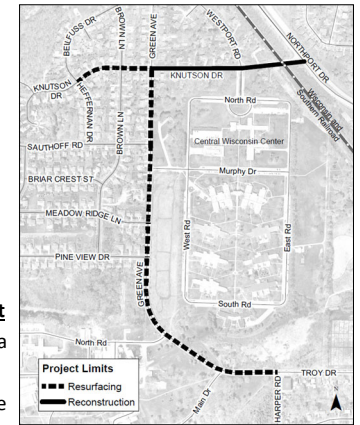 BEILFUSS DR
BROWN LN
GREEN AVE
WESTPORT RD
NORTHPORT DR
KNUTSON DR
KNUTSON
DR
HEFFERNAN DR
Wisconsin and
Southern Railroad
North Rd
SAUTHOFF RD
BROWN LN
Central Wisconsin Center
Murphy Dr
BRIAR CREST ST
MEADOW RIDGE LN
West Rd
East Rd
PINE VIEW DR
GREEN AVE
South Rd
t
North Rd
a
Project Limits
Resurfacing
Reconstruction
Main Dr
HARPER RD
TROY DR
e
N